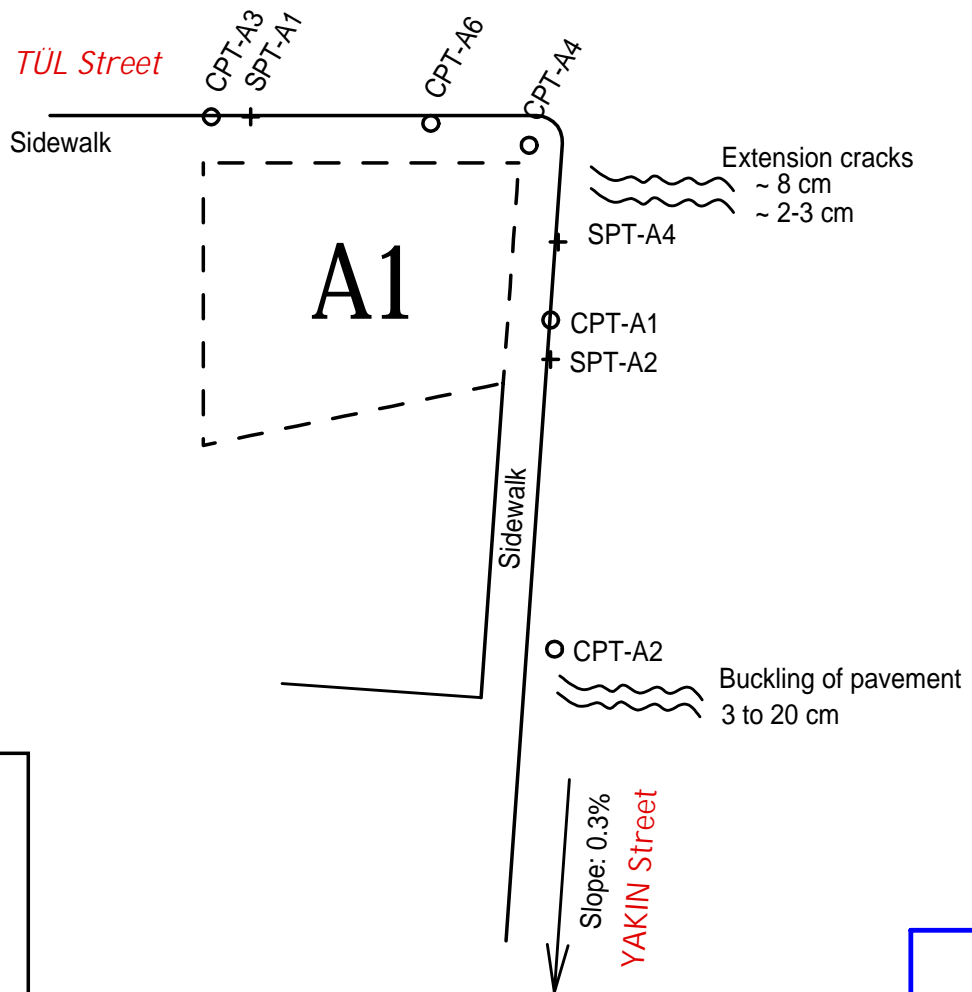 TÜL Street
CPT-A3
SPT-A1
CPT-A6
CPT-A4
Sidewalk
Extension cracks
~ 8 cm
~ 2-3 cm
SPT-A4
A1
CPT-A1
SPT-A2
Sidewalk
CPT-A2
Buckling of pavement
3 to 20 cm
Slope: 0.3%
YAKIN Street